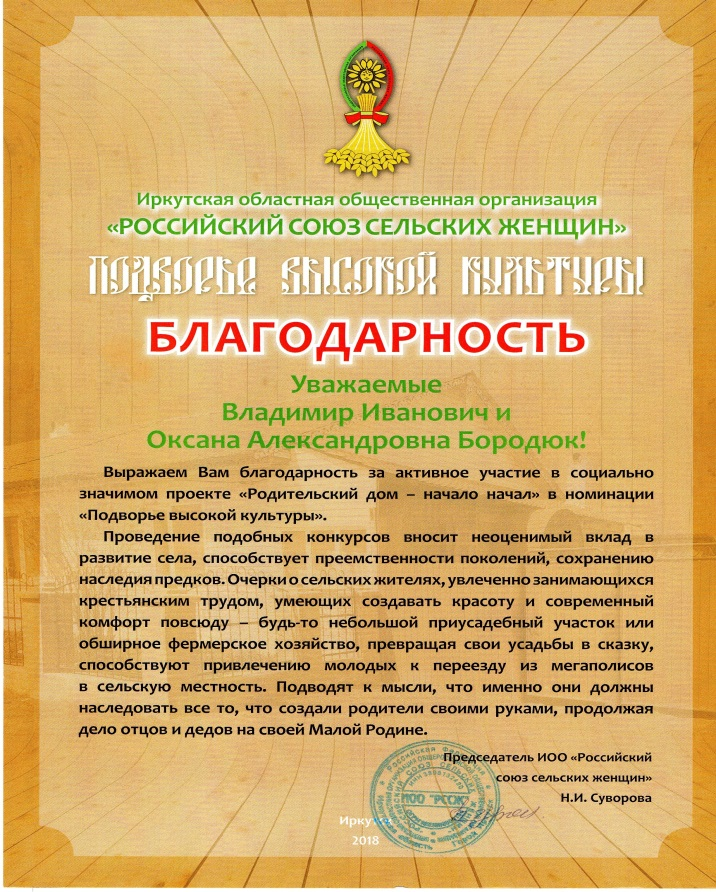 Иркутская областная общественная организация
«РОССИЙСКИЙ СОЮЗ СЕЛЬСКИХ ЖЕНЩИН»
ПОДВОРЬЕ ВЫСОКОЙ КУЛЬТУРЫ
БЛАГОДАРНОСТЬ
Уважаемые
Владимир Иванович и
Оксана Александровна Бородюк!
Выражаем Вам благодарность за активное участие в социально
значимом проекте «Родительский дом – начало начал» в номинации
«Подворье высокой культуры».
Проведение подобных конкурсов вносит неоценимый вклад в
развитие села, способствует преемственности поколений, сохранению
наследия предков. Очерки о сельских жителях, увлеченно занимающихся
крестьянским трудом, умеющих создавать красоту и современный
комфорт повсюду – будь-то небольшой приусадебный участок или
обширное фермерское хозяйство, превращая свои усадьбы в сказку,
способствуют привлечению молодых к переезду из мегаполисов
в сельскую местность. Подводят к мысли, что именно они должны
наследовать все то, что создали родители своими руками, продолжая
дело отцов и дедов на своей Малой Родине.
Председатель ИОО «Российский
союз сельских женщин»
Н.И. Суворова
Российская Федерация
ИОО "РССЖ"
Иркутск
2018